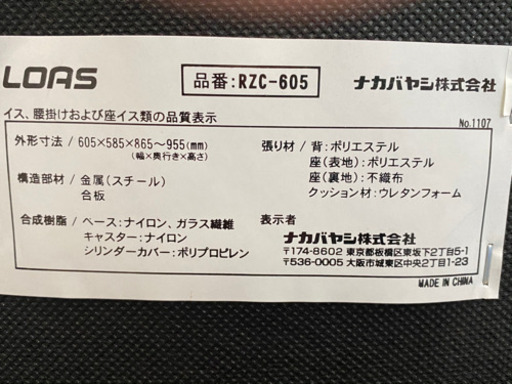 LOAS 品番:RZC-605 ナカバヤシ株式会社
イス、腰掛けおよび座イス類の品質表示
No.1107
外形寸法/605×585×865～955(mm)
(幅×奥行き×高さ)
構造部材/金属(スチール)
合板
合成樹脂/ベース:ナイロン、ガラス繊維
キャスター:ナイロン
シリンダーカバー:ポリプロピレン
張り材/背:ポリエステル
座(表地):ポリエステル
座(裏地):不織布
クッション材:ウレタンフォーム
表示者
ナカバヤシ株式会社
〒174-8602 東京都板橋区東坂下2丁目5-1
〒536-0005 大阪市城東区中央2丁目1-23
MADE IN CHINA